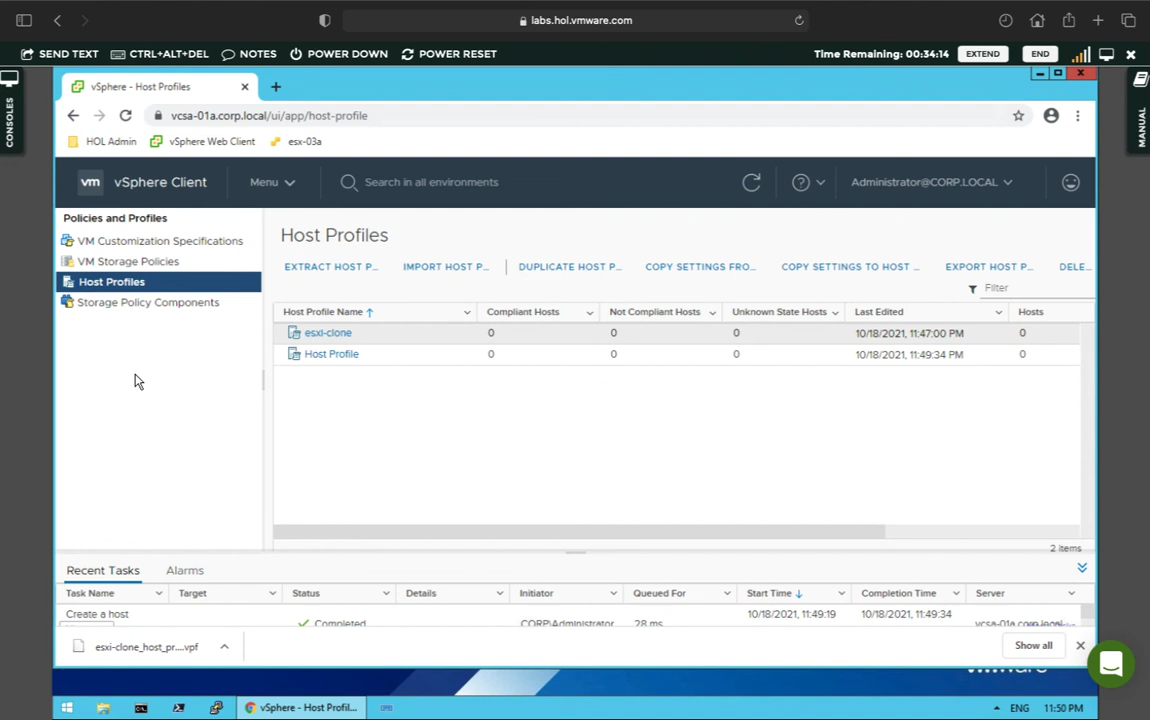 labs.hol.vmware.com
SEND TEXT CTRL+ALT+DEL NOTES POWER DOWN POWER RESET Time Remaining: 00:34:14 EXTEND END
CONSOLES
MANUAL
vSphere - Host Profiles
vcsa-01a.corp.local/ui/app/host-profile
HOL Admin vSphere Web Client esx-03a
vm vSphere Client Menu Search in all environments Administrator@CORP.LOCAL
Policies and Profiles
VM Customization Specifications
VM Storage Policies
Host Profiles
Storage Policy Components
Host Profiles
EXTRACT HOST P... IMPORT HOST P... DUPLICATE HOST P... COPY SETTINGS FRO... COPY SETTINGS TO HOST ... EXPORT HOST P... DELE...
Filter
Host Profile Name Compliant Hosts Not Compliant Hosts Unknown State Hosts Last Edited Hosts
esxi-clone 0 0 0 10/18/2021, 11:47:00 PM 0
Host Profile 0 0 0 10/18/2021, 11:49:34 PM 0
2 items
Recent Tasks Alarms
Task Name Target Status Details Initiator Queued For Start Time Completion Time Server
Create a host Completed CORP\Administrator 28 ms 10/18/2021, 11:49:19 10/18/2021, 11:49:34 vcsa-01a.corp.local
esxi-clone_host_pr....vpf Show all
vSphere - Host Profil... ENG 11:50 PM